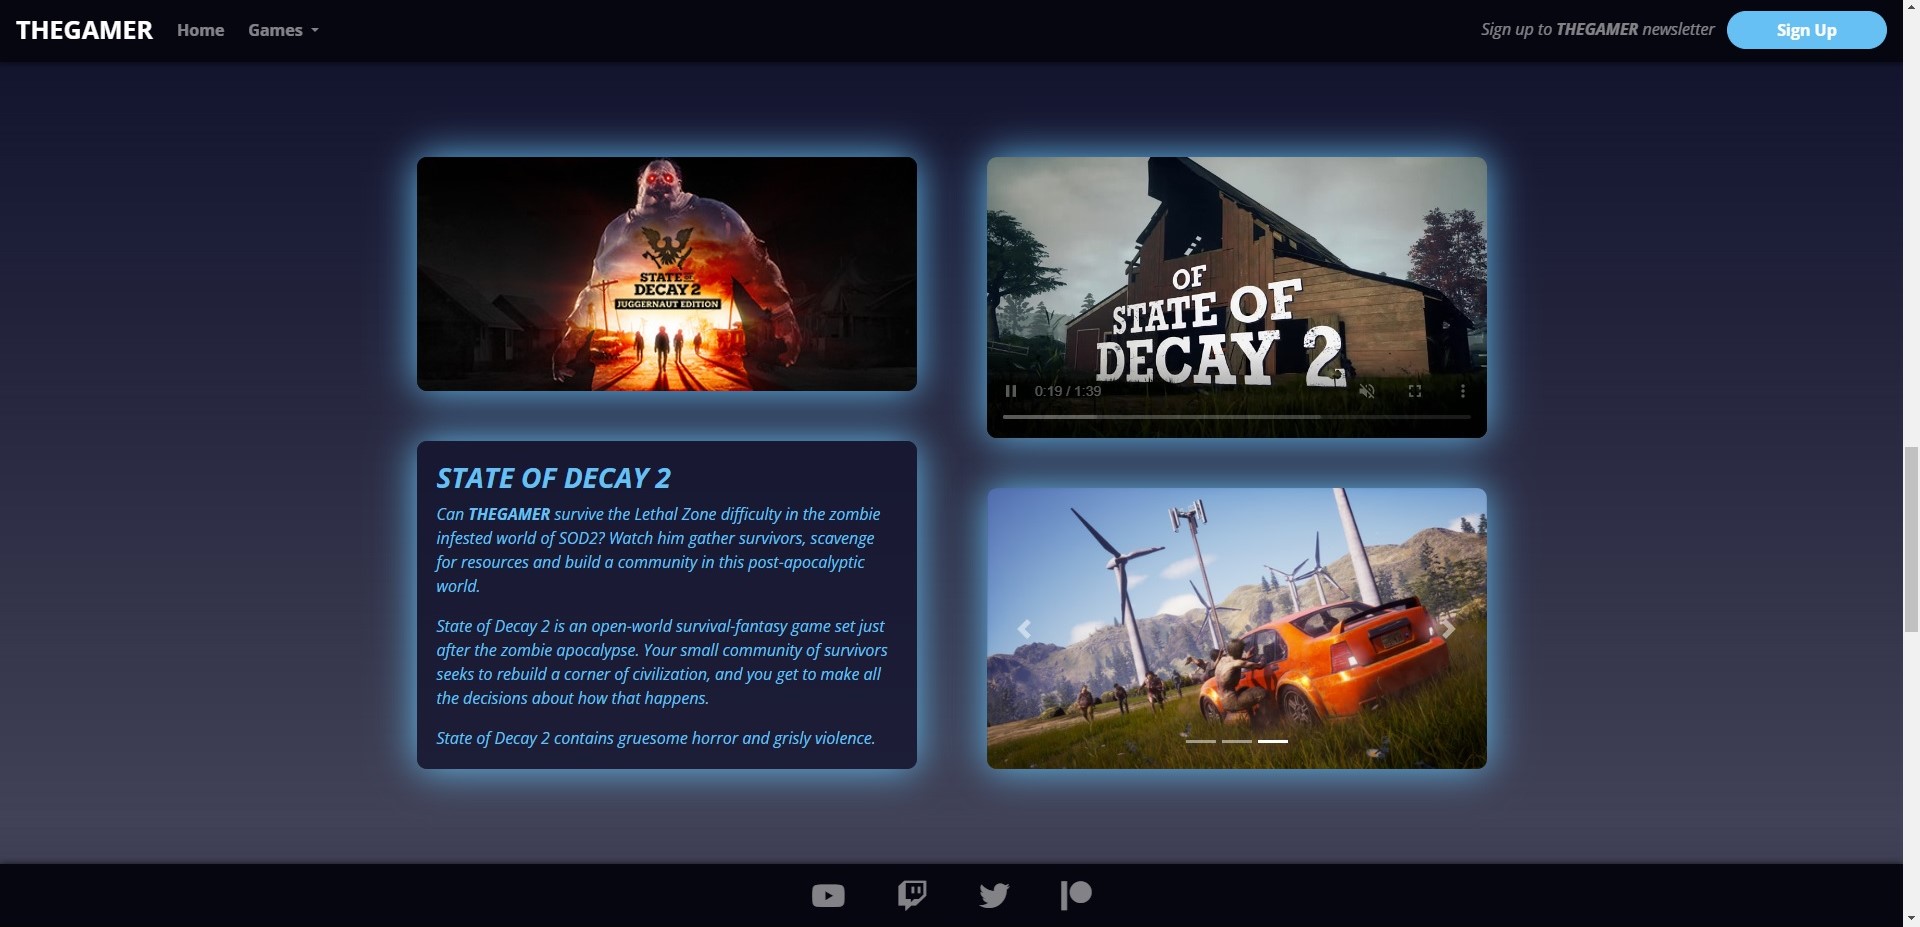 THEGAMER Home Games Sign up to THEGAMER newsletter Sign Up
STATE OF
DECAY 2
JUGGERNAUT EDITION
OF
STATE OF
DECAY 2
0:19 / 1:39
STATE OF DECAY 2
Can THEGAMER survive the Lethal Zone difficulty in the zombie
infested world of SOD2? Watch him gather survivors, scavenge
for resources and build a community in this post-apocalyptic
world.
State of Decay 2 is an open-world survival-fantasy game set just
after the zombie apocalypse. Your small community of survivors
seeks to rebuild a corner of civilization, and you get to make all
the decisions about how that happens.
State of Decay 2 contains gruesome horror and grisly violence.